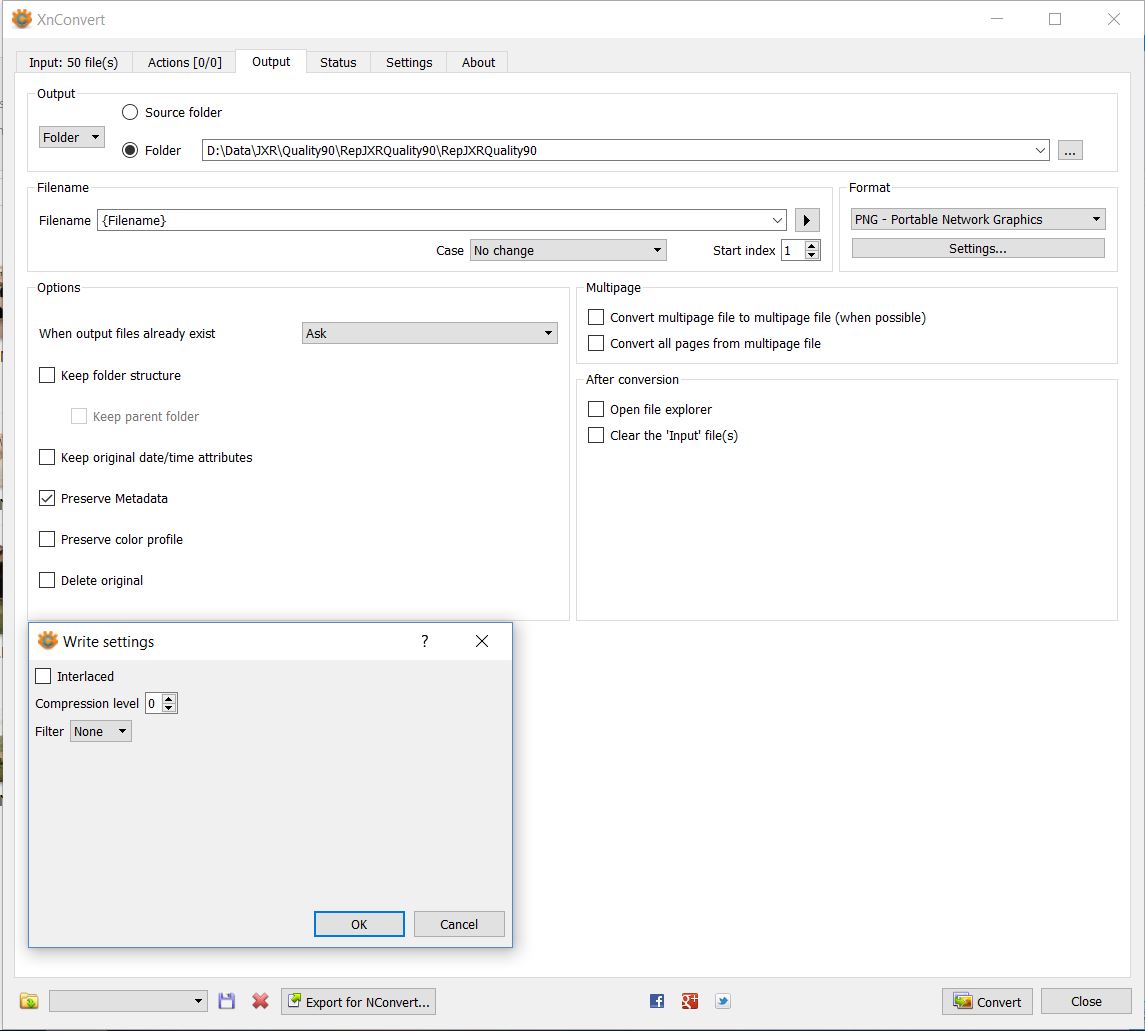 XnConvert
Input: 50 file(s) Actions [0/0] Output Status Settings About
Output
Source folder
Folder
Folder D:\Data\JXR\Quality90\RepJXRQuality90\RepJXRQuality90 ...
Filename
Filename {Filename}
Case No change Start index 1
Format
PNG - Portable Network Graphics
Settings...
Options
When output files already exist Ask
Keep folder structure
Keep parent folder
Keep original date/time attributes
Preserve Metadata
Preserve color profile
Delete original
Multipage
Convert multipage file to multipage file (when possible)
Convert all pages from multipage file
After conversion
Open file explorer
Clear the 'Input' file(s)
Write settings ?
Interlaced
Compression level 0
Filter None
OK Cancel
Export for NConvert... Convert Close